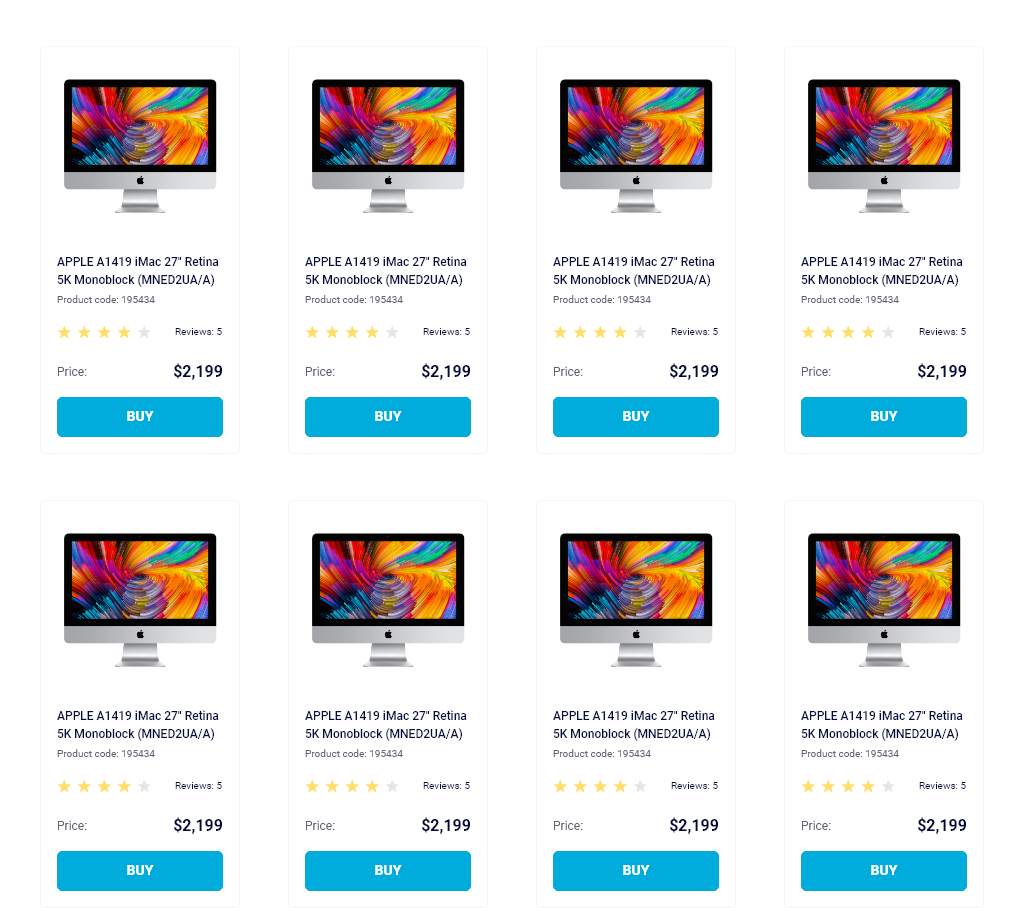 APPLE A1419 iMac 27" Retina
5K Monoblock (MNED2UA/A)
Product code: 195434
Reviews: 5
Price: $2,199
BUY
APPLE A1419 iMac 27" Retina
5K Monoblock (MNED2UA/A)
Product code: 195434
Reviews: 5
Price: $2,199
BUY
APPLE A1419 iMac 27" Retina
5K Monoblock (MNED2UA/A)
Product code: 195434
Reviews: 5
Price: $2,199
BUY
APPLE A1419 iMac 27" Retina
5K Monoblock (MNED2UA/A)
Product code: 195434
Reviews: 5
Price: $2,199
BUY
APPLE A1419 iMac 27" Retina
5K Monoblock (MNED2UA/A)
Product code: 195434
Reviews: 5
Price: $2,199
BUY
APPLE A1419 iMac 27" Retina
5K Monoblock (MNED2UA/A)
Product code: 195434
Reviews: 5
Price: $2,199
BUY
APPLE A1419 iMac 27" Retina
5K Monoblock (MNED2UA/A)
Product code: 195434
Reviews: 5
Price: $2,199
BUY
APPLE A1419 iMac 27" Retina
5K Monoblock (MNED2UA/A)
Product code: 195434
Reviews: 5
Price: $2,199
BUY